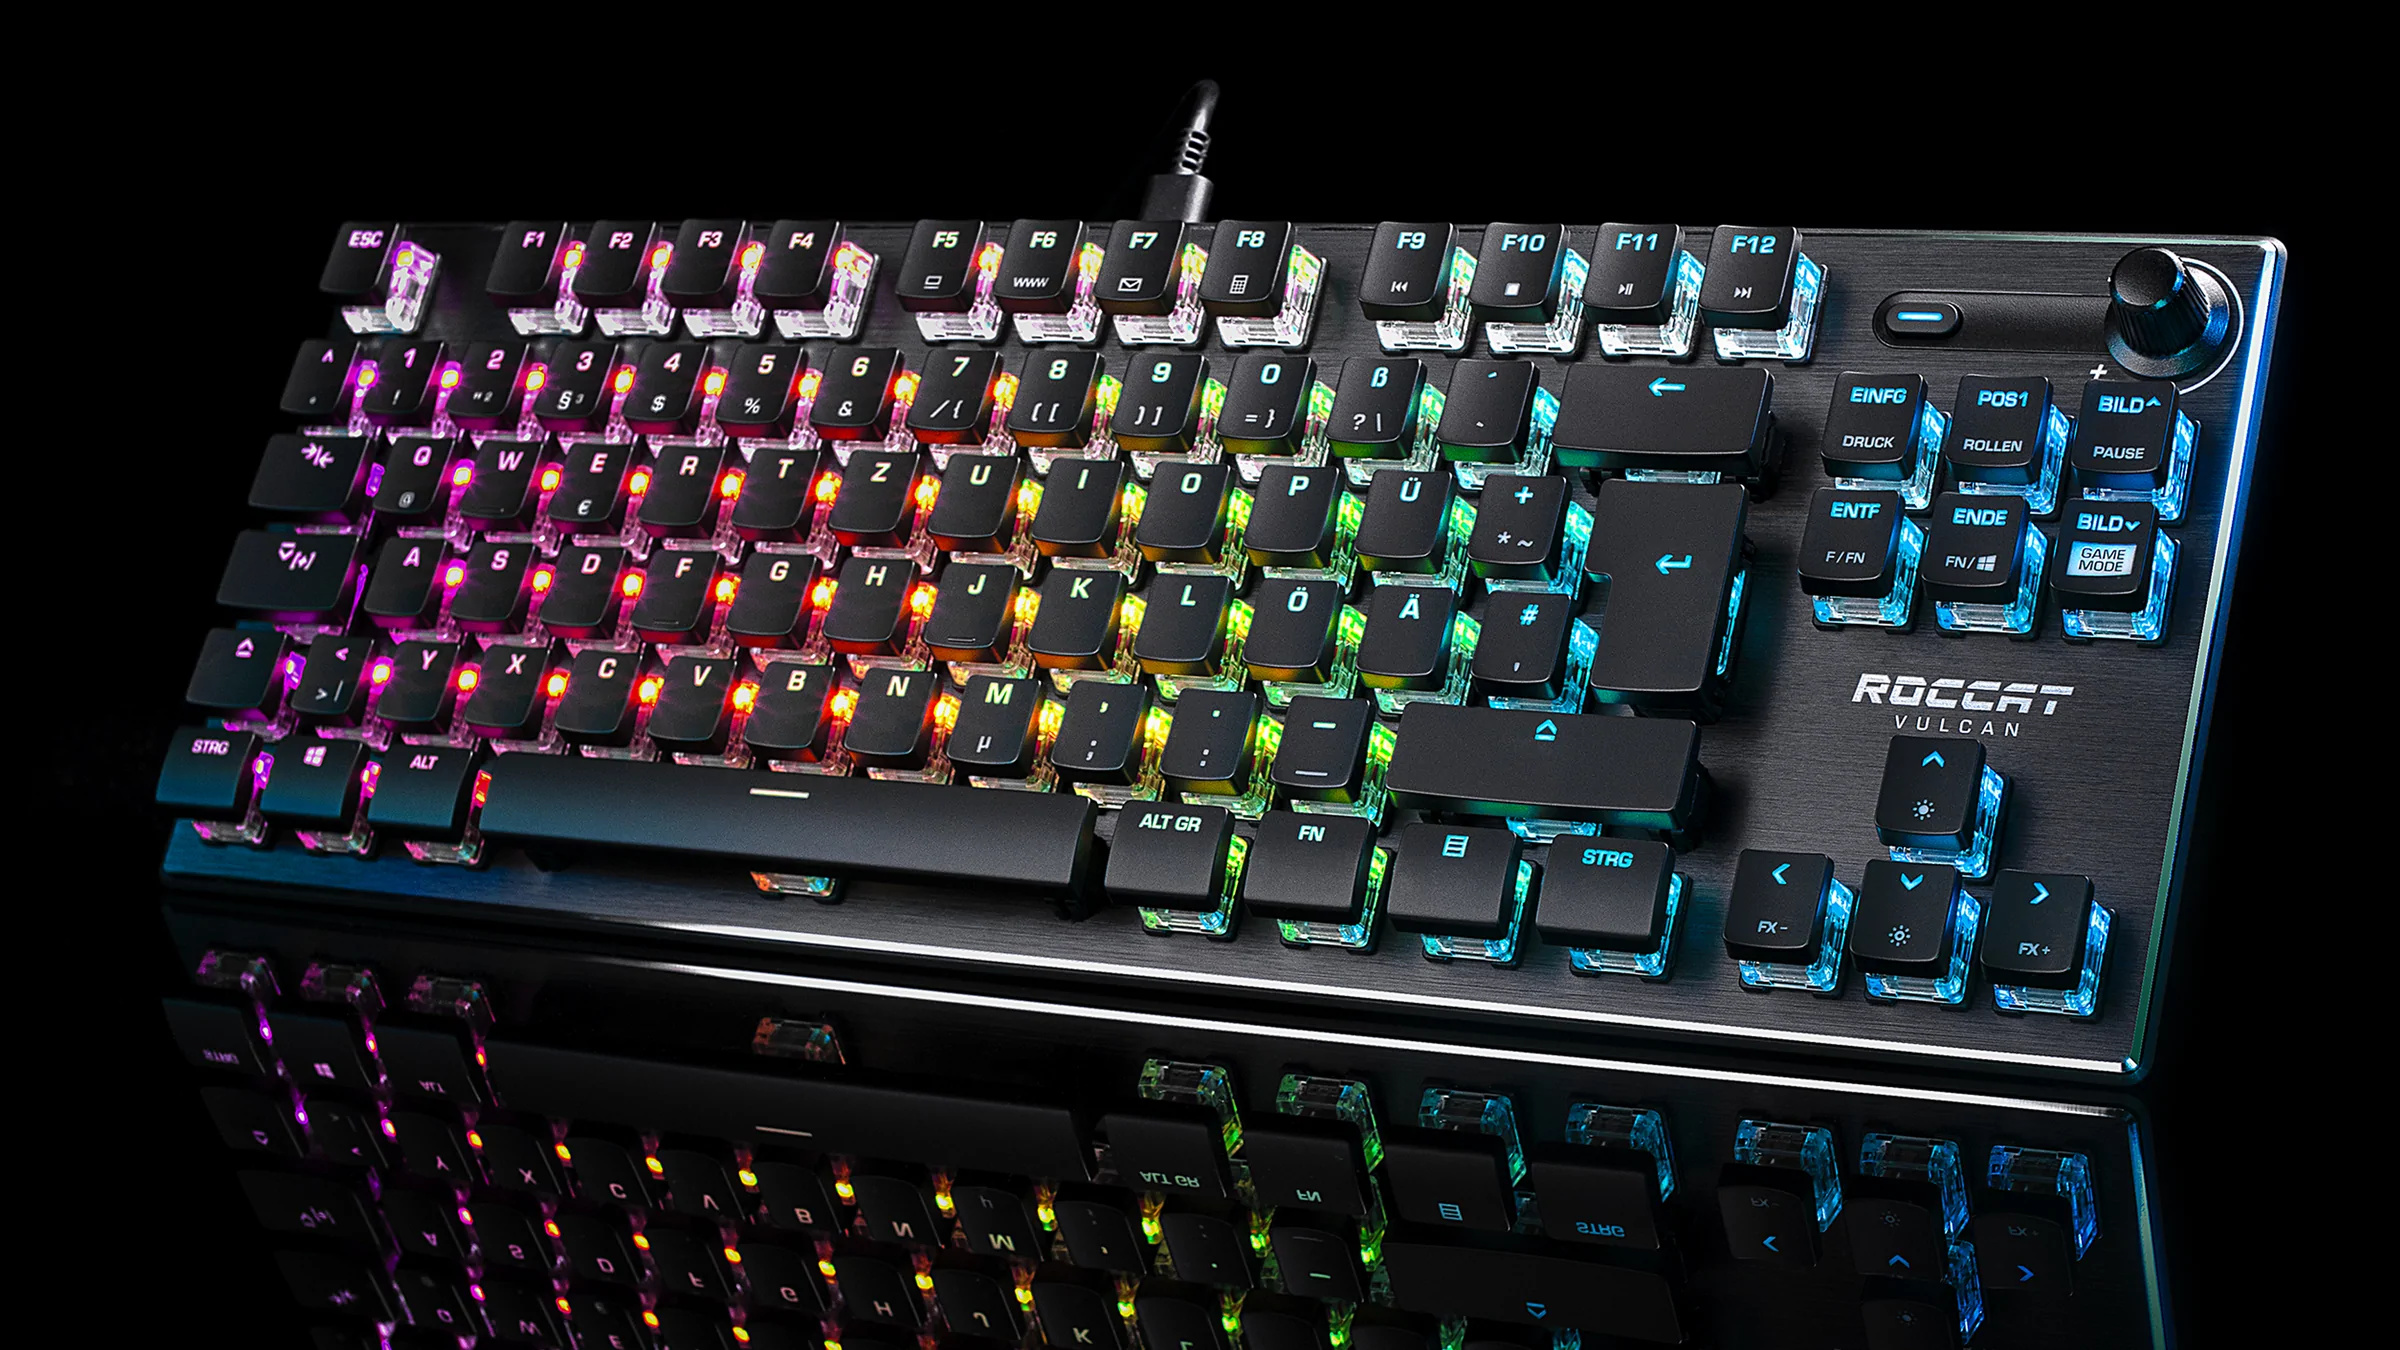 ESC F1 F2 F3 F4 F5 F6 F7 F8 F9 F10 F11 F12
WWW
^ 1 2 3 4 5 6 7 8 9 0 ß ´
° ! "² §³ $ % & /{ ([ )] =} ?\ `
EINFG POS1 BILD^
DRUCK ROLLEN PAUSE
Q W E R T Z U I O P Ü +
@ € *~
ENTF ENDE BILD
F/FN FN/ GAME MODE
A S D F G H J K L Ö Ä #
'
< Y X C V B N M , . -
>| µ ; : _
ROCCAT
VULCAN
STRG ALT ALT GR FN STRG
FX- FX+
+